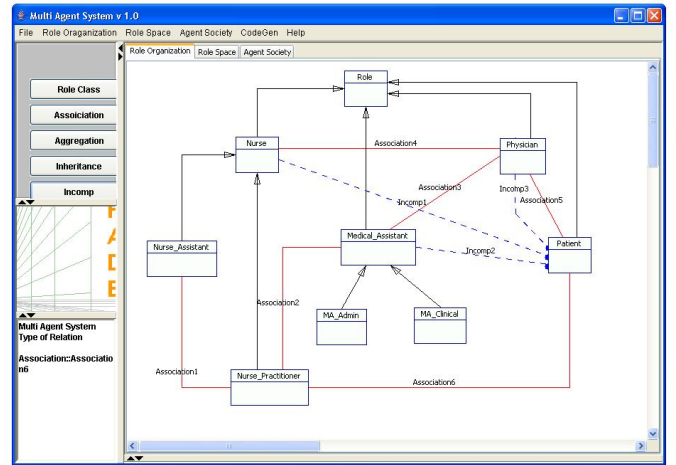 Multi Agent System v 1.0
File Role Oraganization Role Space Agent Society CodeGen Help
Role Organization Role Space Agent Society
Role Class
Assoiciation
Aggregation
Inheritance
Incomp
Role
Nurse
Association4
Physician
Association3
Incomp3
Incomp1
Association5
Nurse_Assistant
Medical_Assistant
Incomp2
Patient
Association2
MA_Admin
MA_Clinical
Multi Agent System
Type of Relation
Association::Associatio
n6
Association1
Nurse_Practitioner
Association6